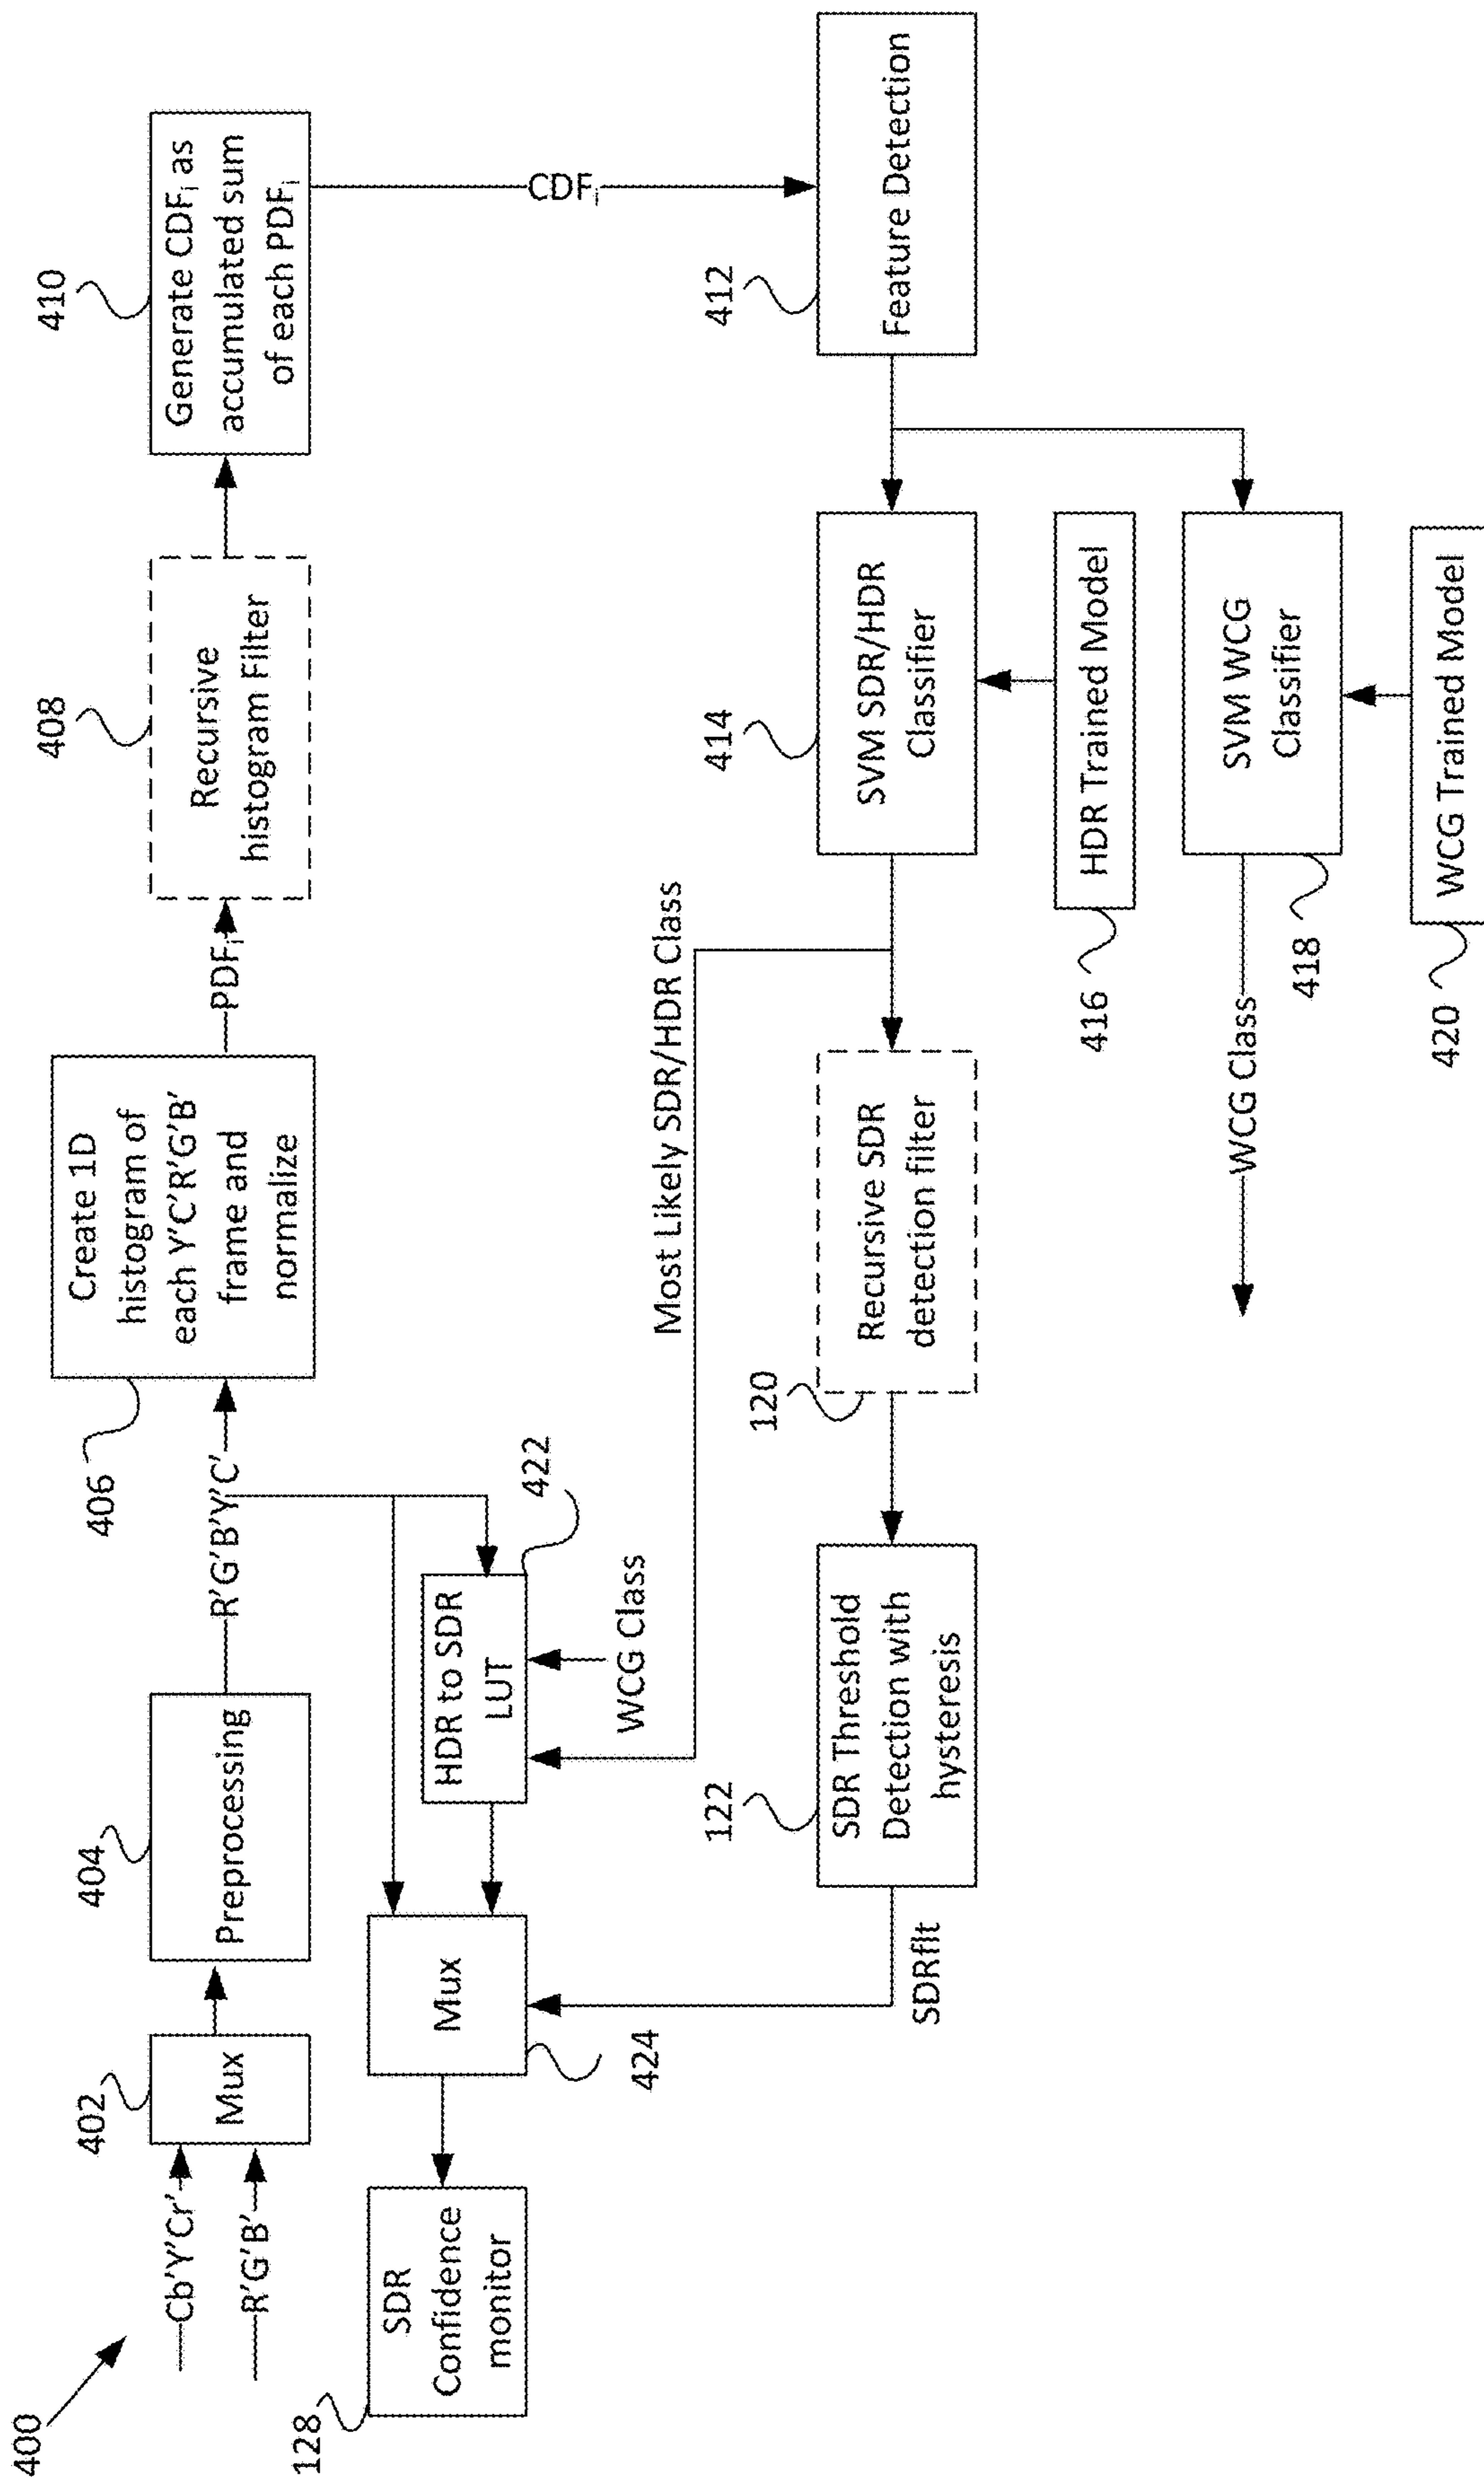 400
Cb'Y'Cr'
R'G'B'
402
Mux
404
Preprocessing
R'G'B'Y'C'
406
Create 1D
histogram of
each Y'C'R'G'B'
frame and
normalize
PDFi
408
Recursive
histogram Filter
410
Generate CDFi as
accumulated sum
of each PDFi
CDFi
128
SDR
Confidence
monitor
Mux
424
HDR to SDR
LUT
422
WCG Class
Most Likely SDR/HDR Class
SDRflt
122
SDR Threshold
Detection with
hysteresis
120
Recursive SDR
detection filter
414
SVM SDR/HDR
Classifier
412
Feature Detection
416
HDR Trained Model
WCG Class
418
SVM WCG
Classifier
420
WCG Trained Model